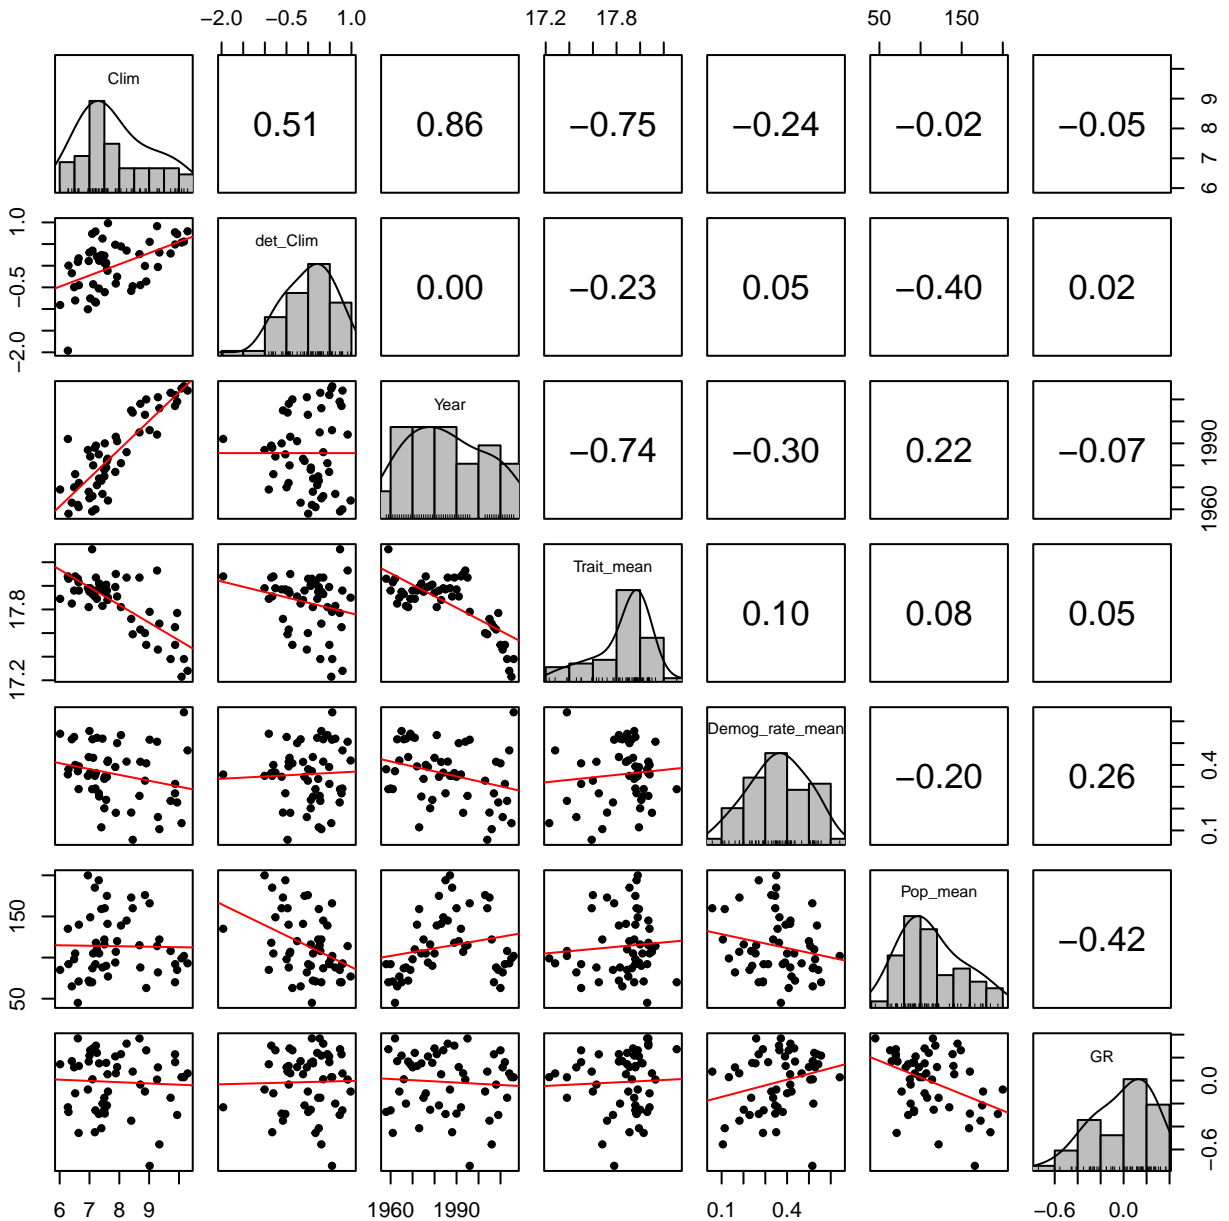 −2.0 −0.5 1.0 17.2 17.8 50 150
Clim
0.51 0.86 −0.75 −0.24 −0.02 −0.05
6 7 8 9
−2.0 −0.5 1.0
det_Clim
0.00 −0.23 0.05 −0.40 0.02
Year
−0.74 −0.30 0.22 −0.07
1960 1990
17.2 17.8
Trait_mean
0.10 0.08 0.05
Demog_rate_mean
−0.20 0.26
0.1 0.4
50 150
Pop_mean
−0.42
GR
−0.6 0.0
6 7 8 9 1960 1990 0.1 0.4 −0.6 0.0